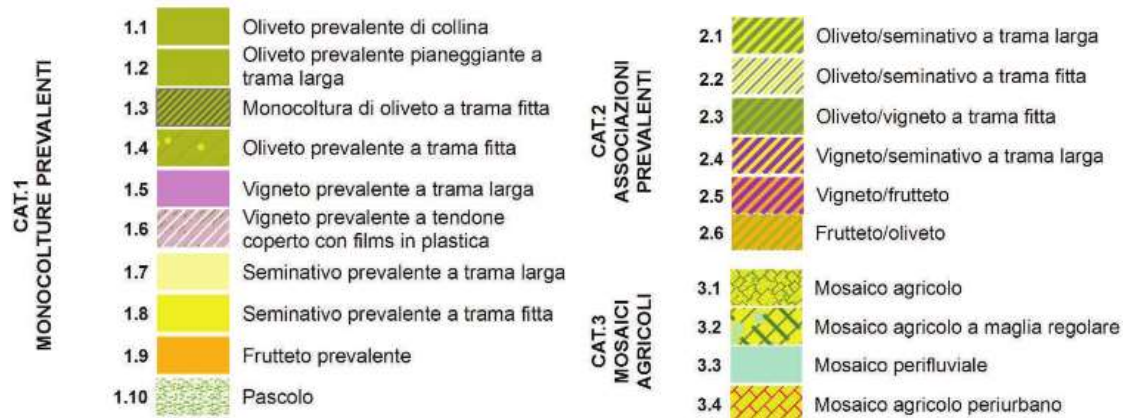 CAT.1
MONOCOLTURE PREVALENTI
1.1 Oliveto prevalente di collina
1.2 Oliveto prevalente pianeggiante a
trama larga
1.3 Monocoltura di oliveto a trama fitta
1.4 Oliveto prevalente a trama fitta
1.5 Vigneto prevalente a trama larga
1.6 Vigneto prevalente a tendone
coperto con films in plastica
1.7 Seminativo prevalente a trama larga
1.8 Seminativo prevalente a trama fitta
1.9 Frutteto prevalente
1.10 Pascolo
CAT.2
ASSOCIAZIONI
PREVALENTI
2.1 Oliveto/seminativo a trama larga
2.2 Oliveto/seminativo a trama fitta
2.3 Oliveto/vigneto a trama fitta
2.4 Vigneto/seminativo a trama larga
2.5 Vigneto/frutteto
2.6 Frutteto/oliveto
CAT.3
MOSAICI
AGRICOLI
3.1 Mosaico agricolo
3.2 Mosaico agricolo a maglia regolare
3.3 Mosaico perifluviale
3.4 Mosaico agricolo periurbano